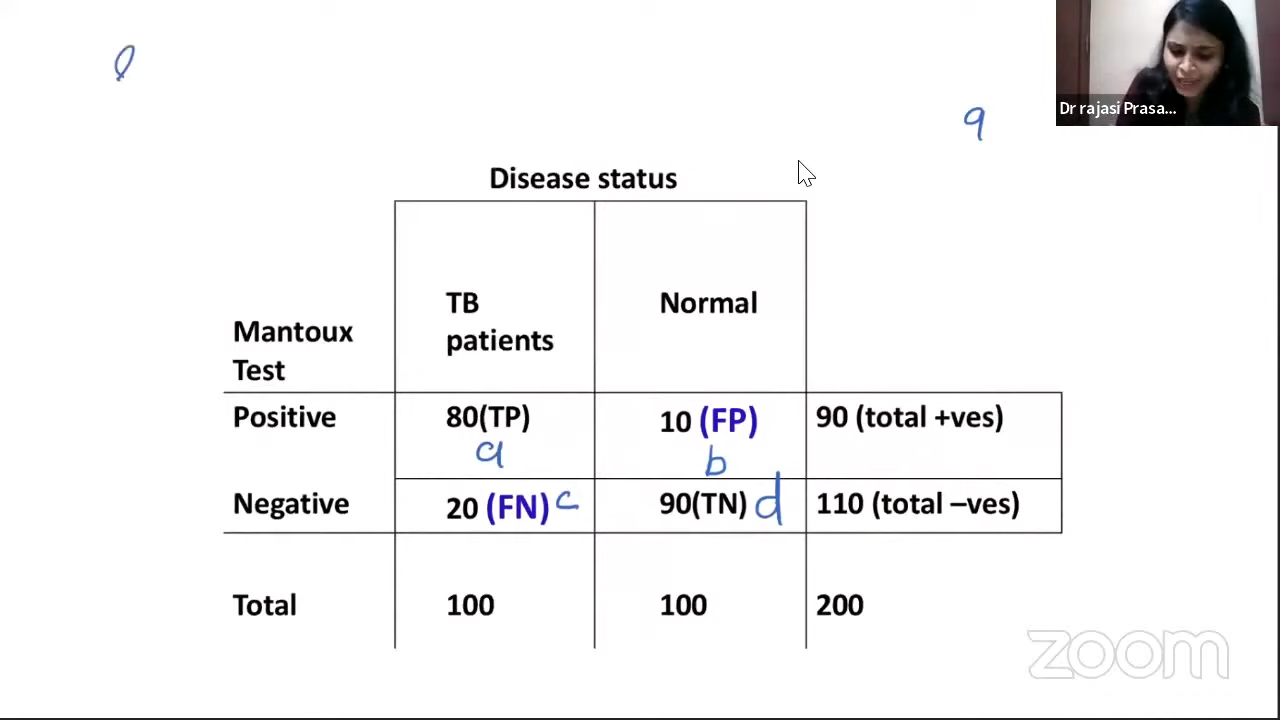 Dr rajasi Prasa...
Disease status
TB
patients
Normal
Mantoux
Test
Positive
80(TP)
10 (FP)
90 (total +ves)
a
b
Negative
20 (FN) c
90(TN) d
110 (total –ves)
Total
100
100
200
zoom